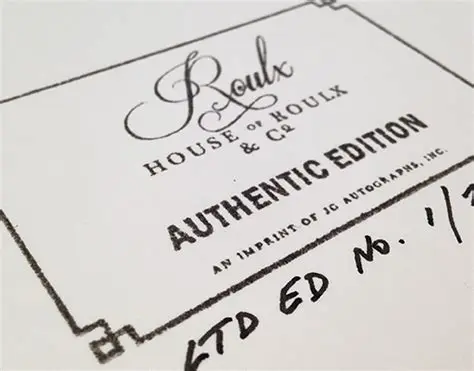 Roulx
HOUSE OF ROULX
& Co
AUTHENTIC EDITION
AN IMPRINT OF JG AUTOGRAPHS, INC.
LTD ED NO. 1/